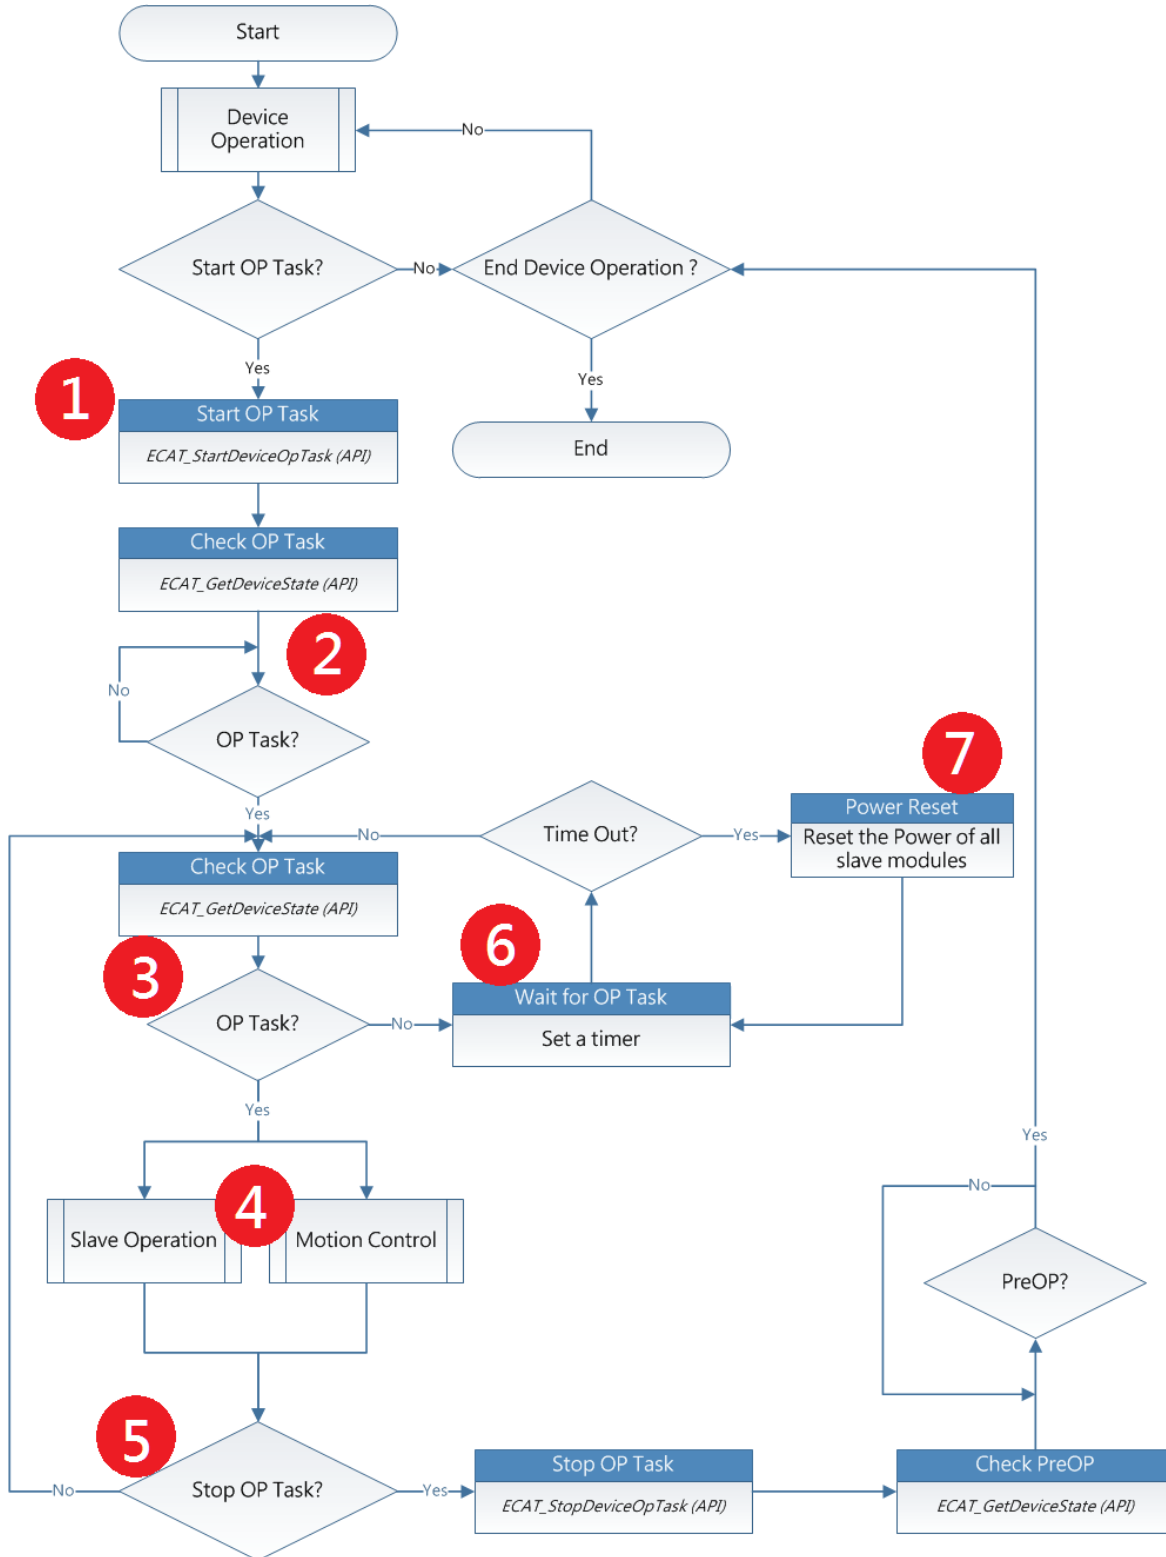 Start
Device
Operation
No
Start OP Task?
No
End Device Operation ?
Yes
Yes
1
Start OP Task
ECAT_StartDeviceOpTask (API)
End
Check OP Task
ECAT_GetDeviceState (API)
2
No
OP Task?
7
Yes
No
Time Out?
Yes
Power Reset
Reset the Power of all
slave modules
Check OP Task
ECAT_GetDeviceState (API)
3
6
OP Task?
No
Wait for OP Task
Set a timer
Yes
Yes
4
Slave Operation
Motion Control
No
PreOP?
5
Stop OP Task?
No
Yes
Stop OP Task
ECAT_StopDeviceOpTask (API)
Check PreOP
ECAT_GetDeviceState (API)